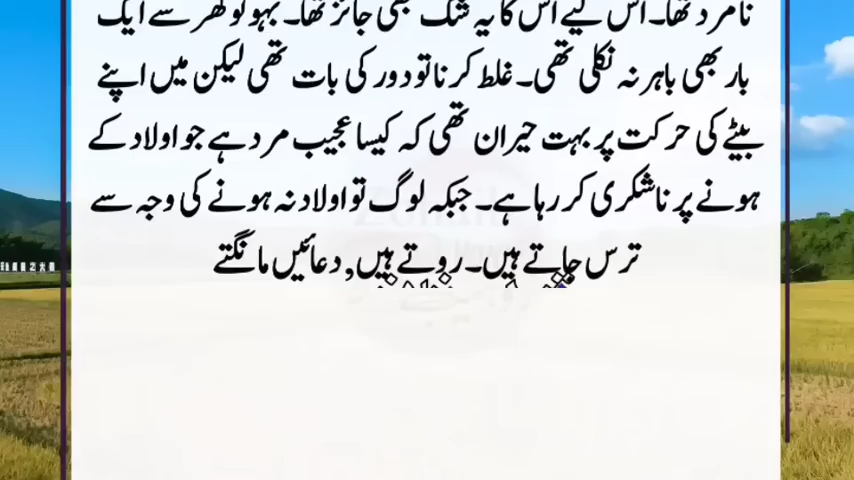 نامرد تھا۔ اس لیے اس کا یہ شک بھی جائز تھا۔ بہو تو گھر سے ایک
بار بھی باہر نہ نکلی تھی۔ غلط کرنا تو دور کی بات تھی لیکن میں اپنے
بیٹے کی حرکت پر بہت حیران تھی کہ کیسا عجیب مرد ہے جو اولاد کے
ہونے پر ناشکری کر رہا ہے۔ جبکہ لوگ تو اولاد نہ ہونے کی وجہ سے
ترس جاتے ہیں۔ روتے ہیں, دعائیں مانگتے